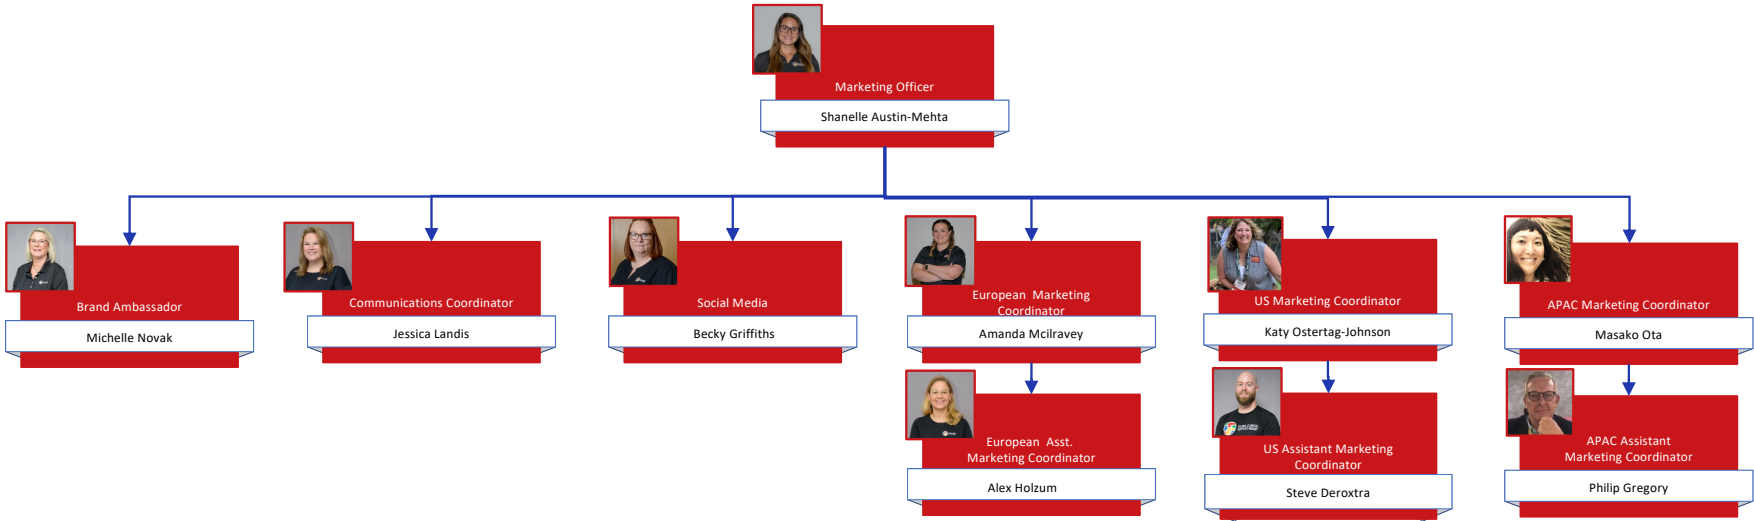 Marketing Officer
Shanelle Austin-Mehta
Brand Ambassador
Michelle Novak
Communications Coordinator
Jessica Landis
Social Media
Becky Griffiths
European  Marketing
Coordinator
Amanda Mcilravey
US Marketing Coordinator
Katy Ostertag-Johnson
APAC Marketing Coordinator
Masako Ota
European  Asst.
Marketing Coordinator
Alex Holzum
US Assistant Marketing
Coordinator
Steve Deroxtra
APAC Assistant
Marketing Coordinator
Philip Gregory